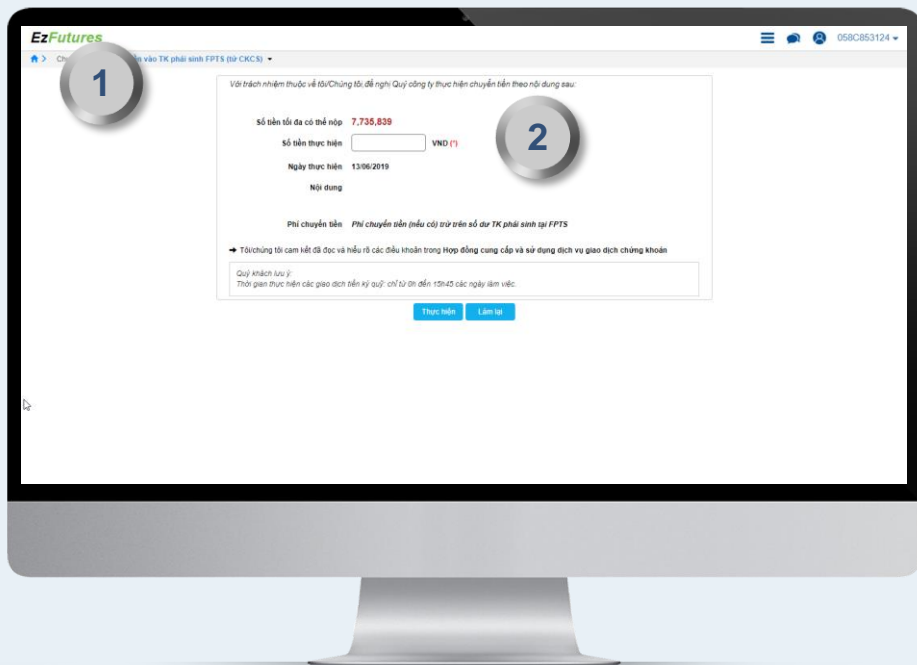 EzFutures
058C853124
vào TK phái sinh FPTS (từ CKCS)
1
Với trách nhiệm thuộc về tôi/Chúng tôi, đề nghị Quý công ty thực hiện chuyển tiền theo nội dung sau:
Số tiền tối đa có thể nộp 7,735,839
Số tiền thực hiện VND (*)
2
Ngày thực hiện 13/06/2019
Nội dung
Phí chuyển tiền Phí chuyển tiền (nếu có) trừ trên số dư TK phái sinh tại FPTS
Tôi/chúng tôi cam kết đã đọc và hiểu rõ các điều khoản trong Hợp đồng cung cấp và sử dụng dịch vụ giao dịch chứng khoán
Quý khách lưu ý:
Thời gian thực hiện các giao dịch tiền ký quỹ: chỉ từ 0h đến 15h45 các ngày làm việc.
Thực hiện Làm lại